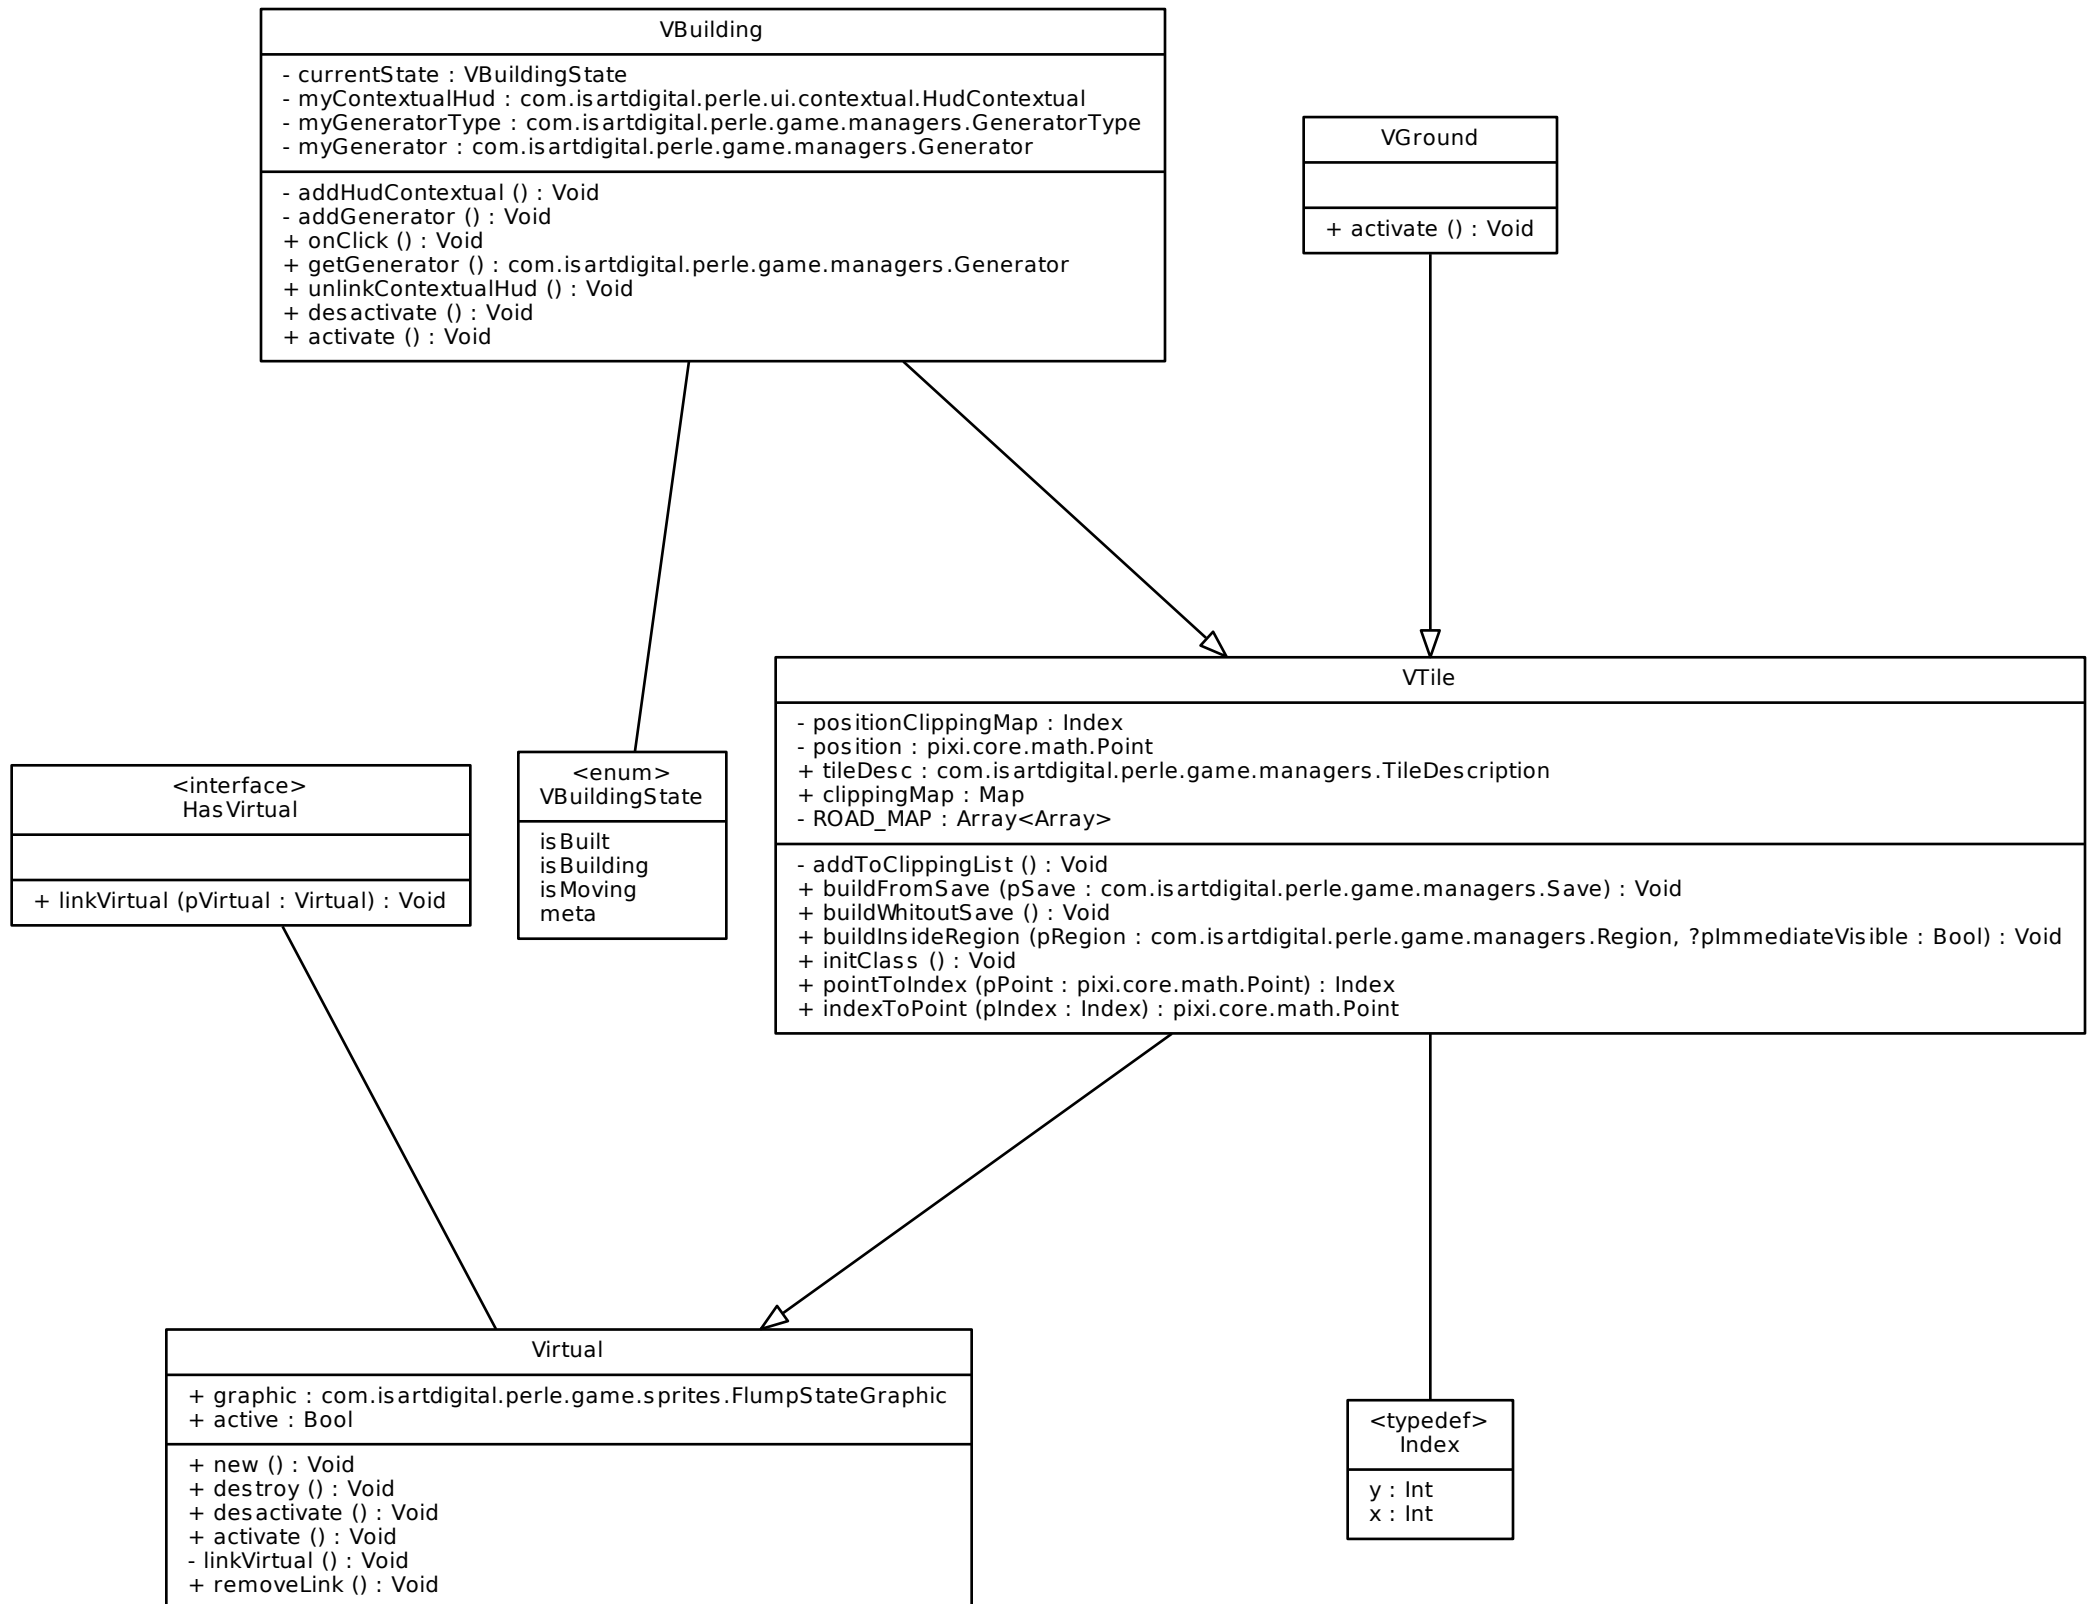 VBuilding
- currentState : VBuildingState
- myContextualHud : com.isartdigital.perle.ui.contextual.HudContextual
- myGeneratorType : com.isartdigital.perle.game.managers.GeneratorType
- myGenerator : com.isartdigital.perle.game.managers.Generator
- addHudContextual () : Void
- addGenerator () : Void
+ onClick () : Void
+ getGenerator () : com.isartdigital.perle.game.managers.Generator
+ unlinkContextualHud () : Void
+ desactivate () : Void
+ activate () : Void
VGround
+ activate () : Void
VTile
- positionClippingMap : Index
- position : pixi.core.math.Point
+ tileDesc : com.isartdigital.perle.game.managers.TileDescription
+ clippingMap : Map
- ROAD_MAP : Array<Array>
- addToClippingList () : Void
+ buildFromSave (pSave : com.isartdigital.perle.game.managers.Save) : Void
+ buildWhitoutSave () : Void
+ buildInsideRegion (pRegion : com.isartdigital.perle.game.managers.Region, ?pImmediateVisible : Bool) : Void
+ initClass () : Void
+ pointToIndex (pPoint : pixi.core.math.Point) : Index
+ indexToPoint (pIndex : Index) : pixi.core.math.Point
<interface>
HasVirtual
+ linkVirtual (pVirtual : Virtual) : Void
<enum>
VBuildingState
isBuilt
isBuilding
isMoving
meta
Virtual
+ graphic : com.isartdigital.perle.game.sprites.FlumpStateGraphic
+ active : Bool
+ new () : Void
+ destroy () : Void
+ desactivate () : Void
+ activate () : Void
- linkVirtual () : Void
+ removeLink () : Void
<typedef>
Index
y : Int
x : Int